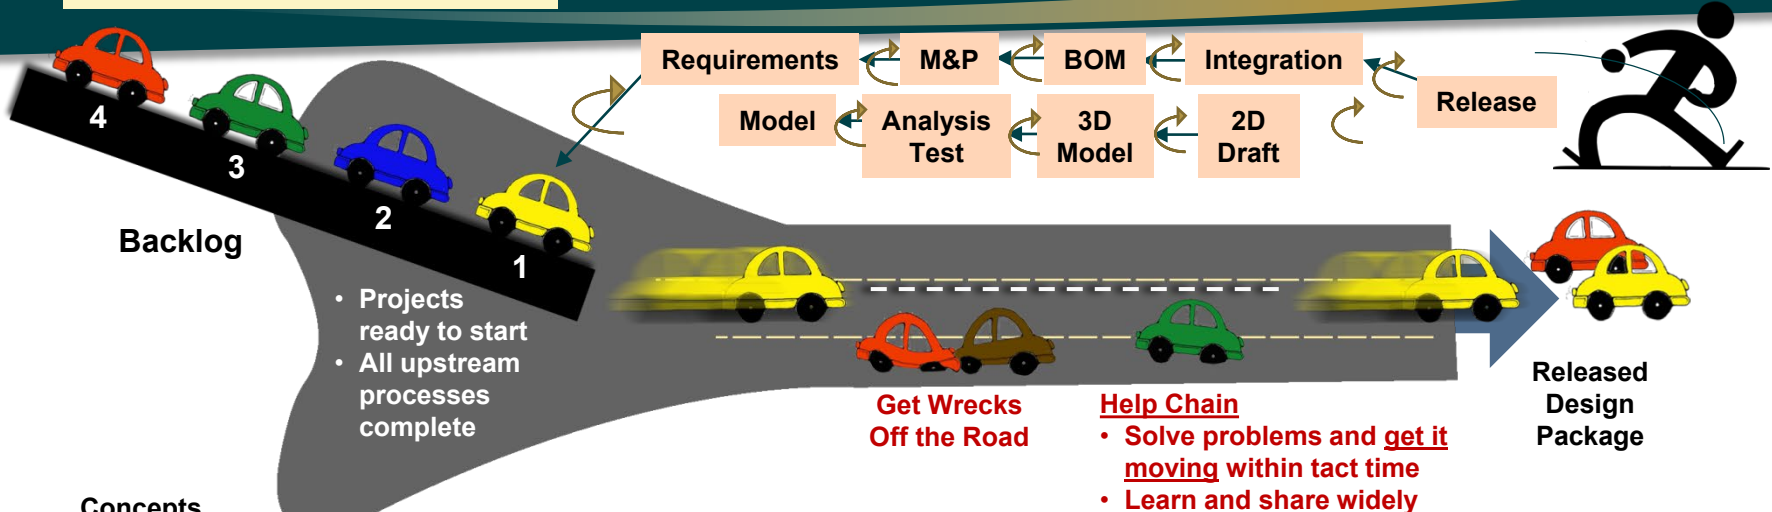 Requirements
M&P
BOM
Integration
Release
Model
Analysis
Test
3D
Model
2D
Draft
4
3
2
1
Backlog
• Projects
ready to start
• All upstream
processes
complete
Get Wrecks
Off the Road
Help Chain
• Solve problems and get it
moving within tact time
• Learn and share widely
Released
Design
Package
Concepts